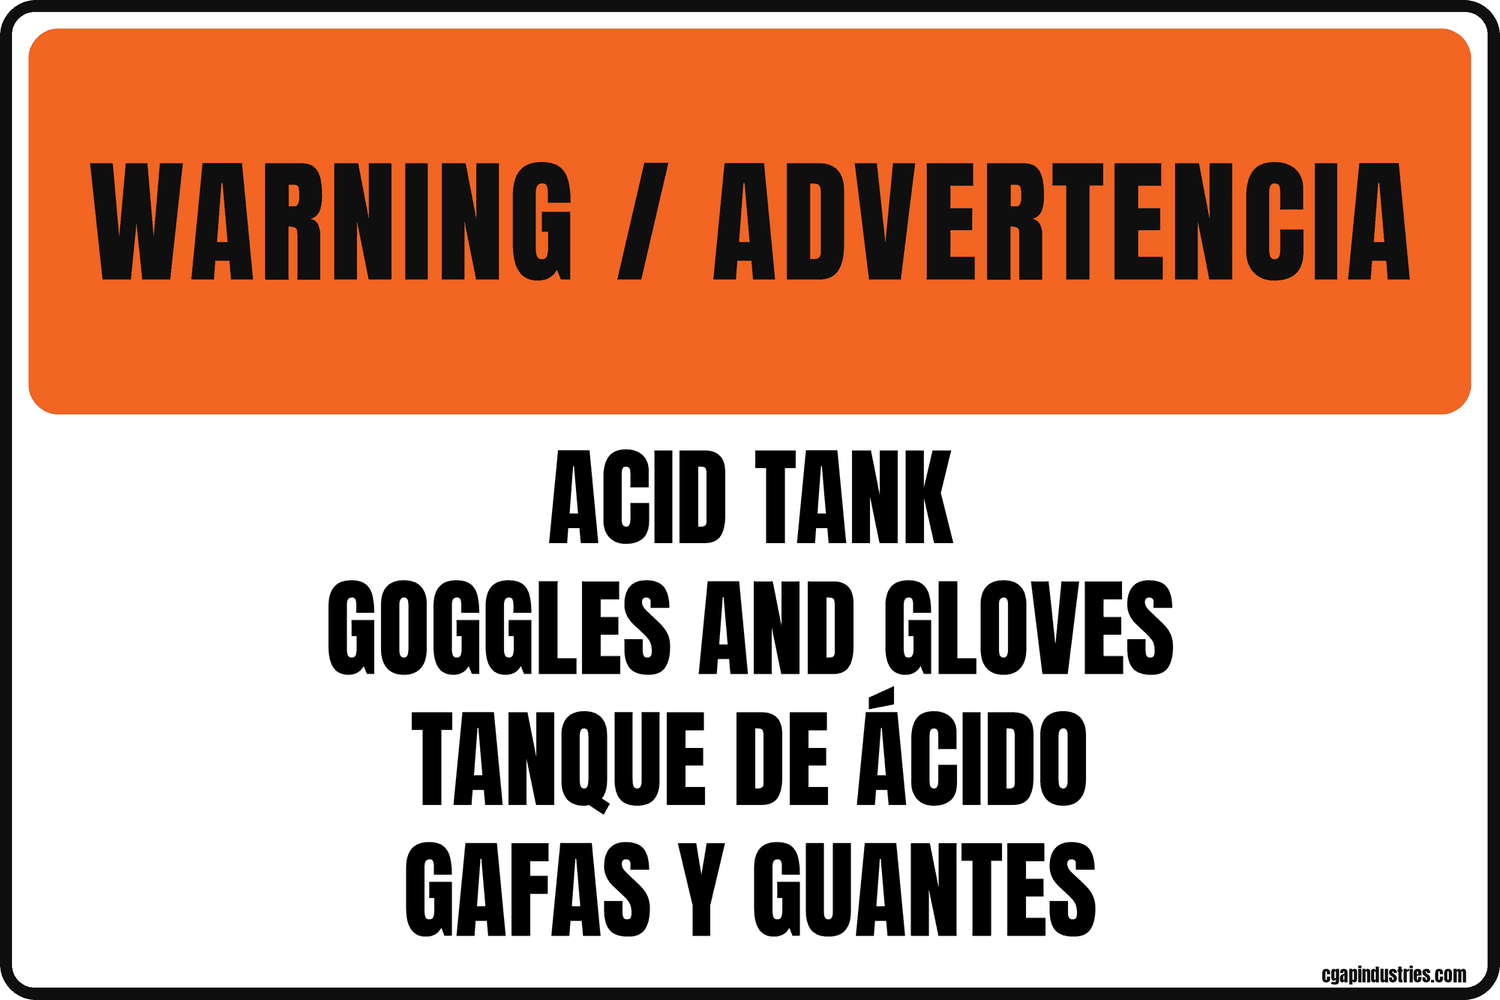 WARNING / ADVERTENCIA
ACID TANK
GOGGLES AND GLOVES
TANQUE DE ÁCIDO
GAFAS Y GUANTES
cgapindustries.com